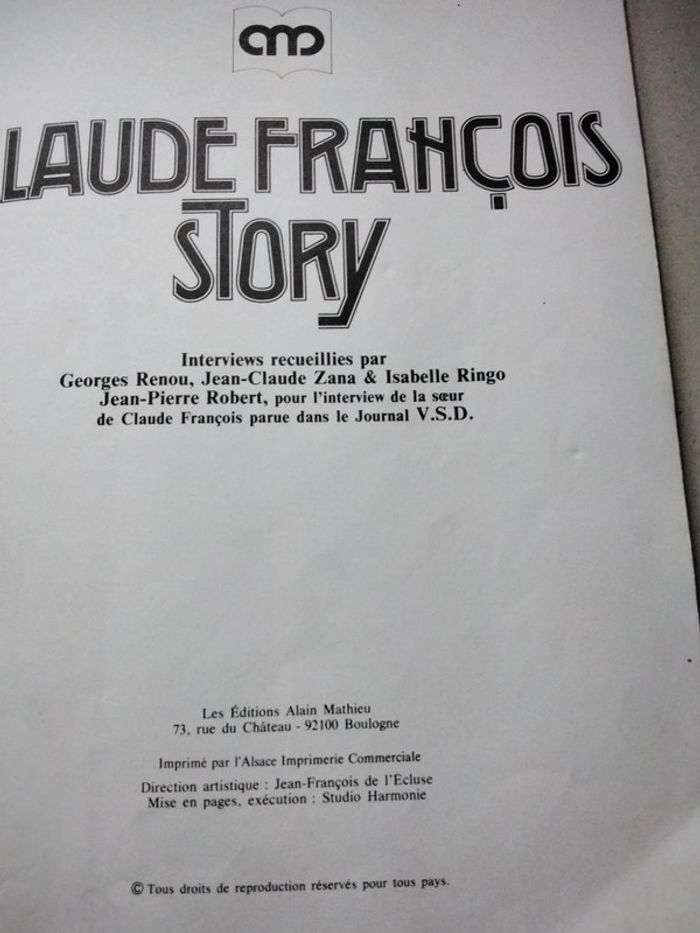 LAUDE FRANÇOIS
STORY
Interviews recueillies par
Georges Renou, Jean-Claude Zana & Isabelle Ringo
Jean-Pierre Robert, pour l'interview de la sœur
de Claude François parue dans le Journal V.S.D.
Les Éditions Alain Mathieu
73, rue du Château - 92100 Boulogne
Imprimé par l'Alsace Imprimerie Commerciale
Direction artistique : Jean-François de l'Écluse
Mise en pages, exécution : Studio Harmonie
© Tous droits de reproduction réservés pour tous pays.